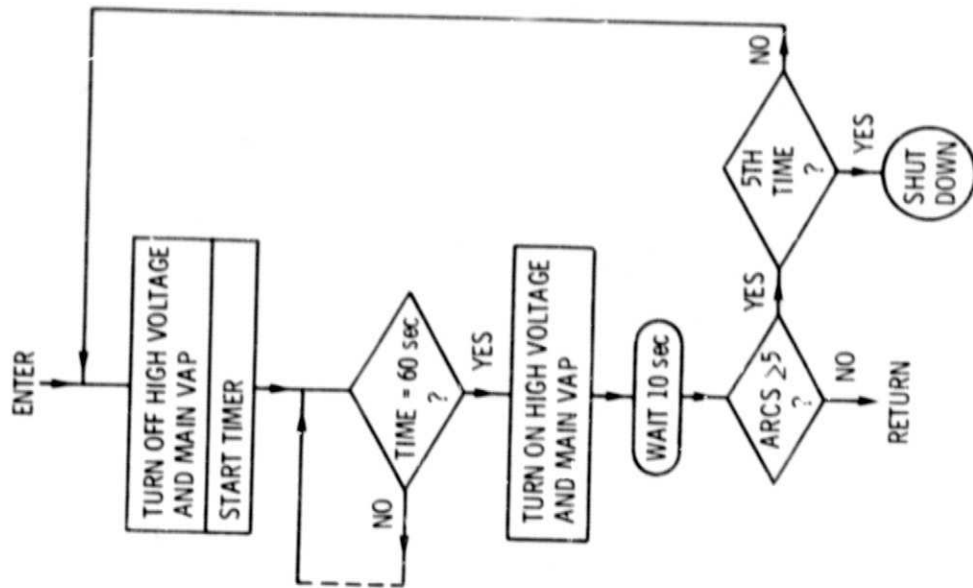 ENTER
TURN OFF HIGH VOLTAGE
AND MAIN VAP
START TIMER
TIME = 60 sec
?
NO
YES
TURN ON HIGH VOLTAGE
AND MAIN VAP
WAIT 10 sec
ARCS ≥5
?
NO
RETURN
YES
5TH
TIME
?
NO
YES
SHUT
DOWN